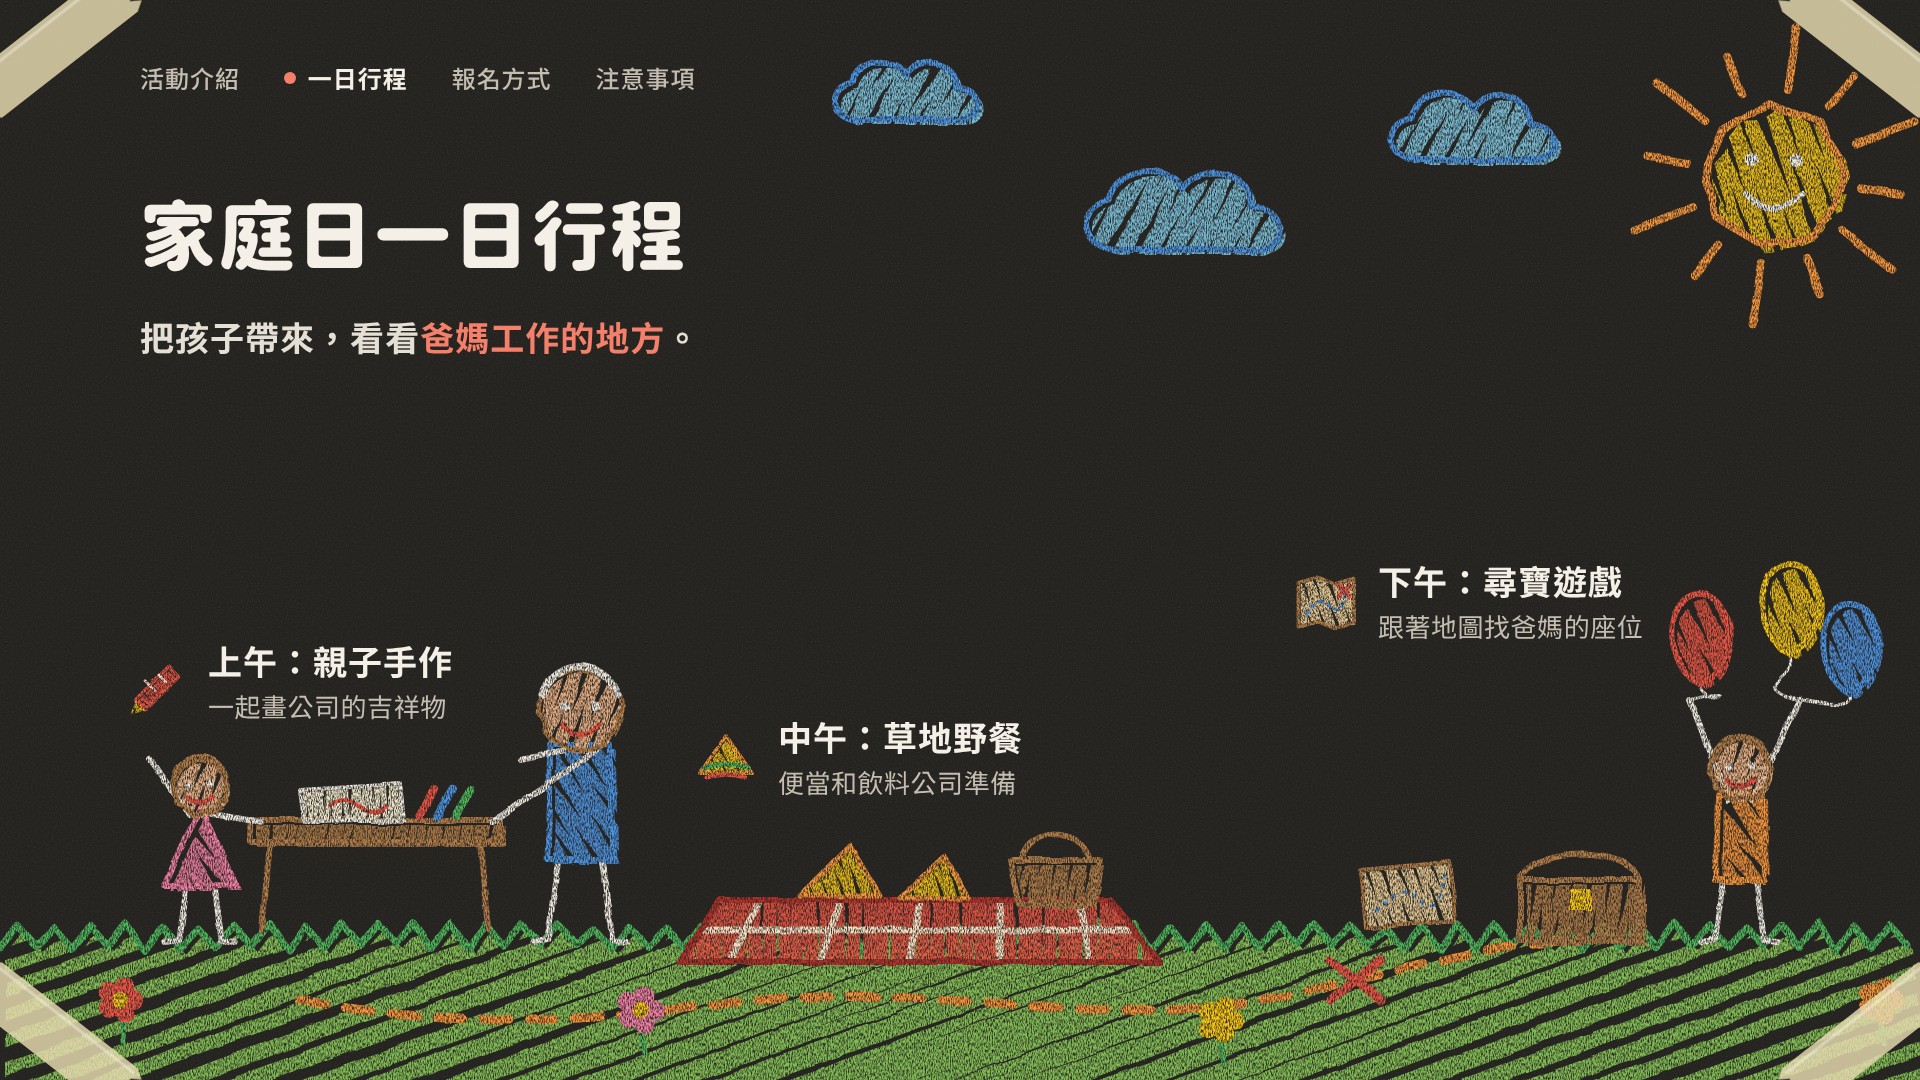 活動介紹
一日行程
報名方式
注意事項
家庭日一日行程
把孩子帶來，看看爸媽工作的地方。
上午：親子手作
一起畫公司的吉祥物
中午：草地野餐
便當和飲料公司準備
下午：尋寶遊戲
跟著地圖找爸媽的座位